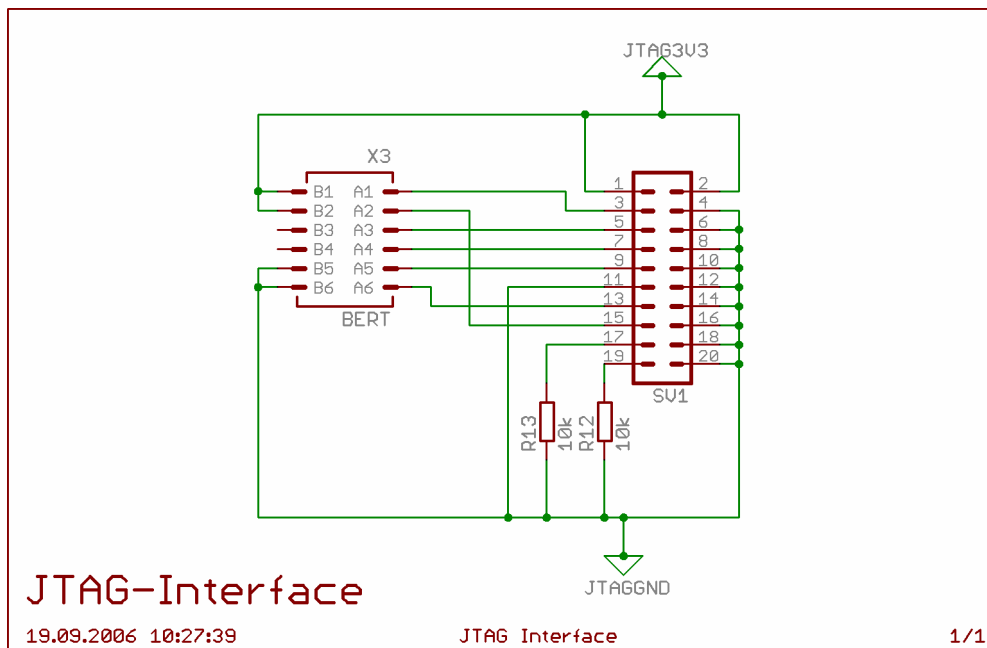 JTAG3V3
X3
B1 A1
B2 A2
B3 A3
B4 A4
B5 A5
B6 A6
BERT
1 2
3 4
5 6
7 8
9 10
11 12
13 14
15 16
17 18
19 20
SV1
R13 10k
R12 10k
JTAGGND
JTAG-Interface
19.09.2006 10:27:39 JTAG Interface 1/1